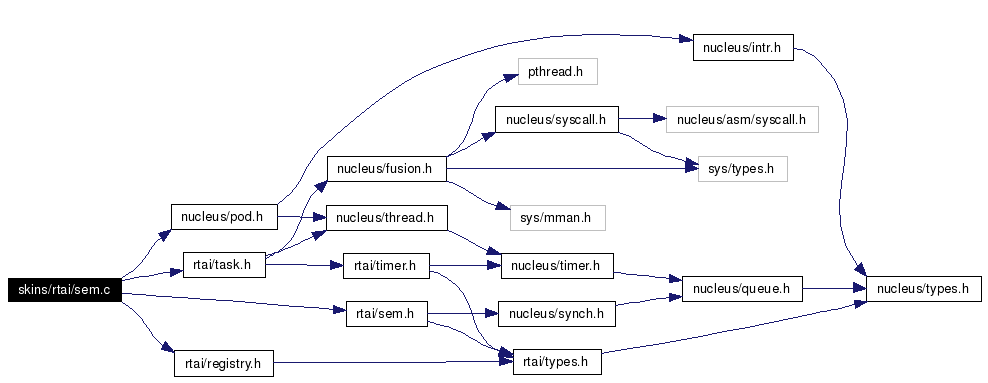 nucleus/intr.h
pthread.h
nucleus/syscall.h
nucleus/asm/syscall.h
nucleus/fusion.h
sys/types.h
nucleus/pod.h
nucleus/thread.h
sys/mman.h
rtai/task.h
rtai/timer.h
nucleus/timer.h
skins/rtai/sem.c
nucleus/queue.h
nucleus/types.h
rtai/sem.h
nucleus/synch.h
rtai/registry.h
rtai/types.h